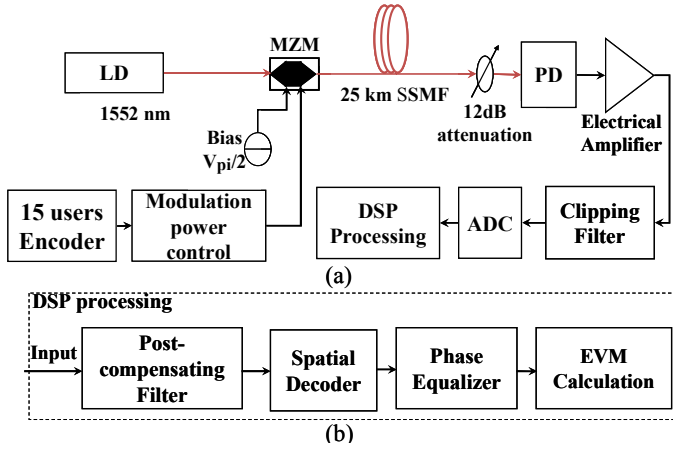 MZM
LD
PD
1552 nm
25 km SSMF
12dB
attenuation
Electrical
Amplifier
Bias
Vpi/2
15 users
Encoder
Modulation
power
control
DSP
Processing
ADC
Clipping
Filter
(a)
DSP processing
Input
Post-
compensating
Filter
Spatial
Decoder
Phase
Equalizer
EVM
Calculation
(b)